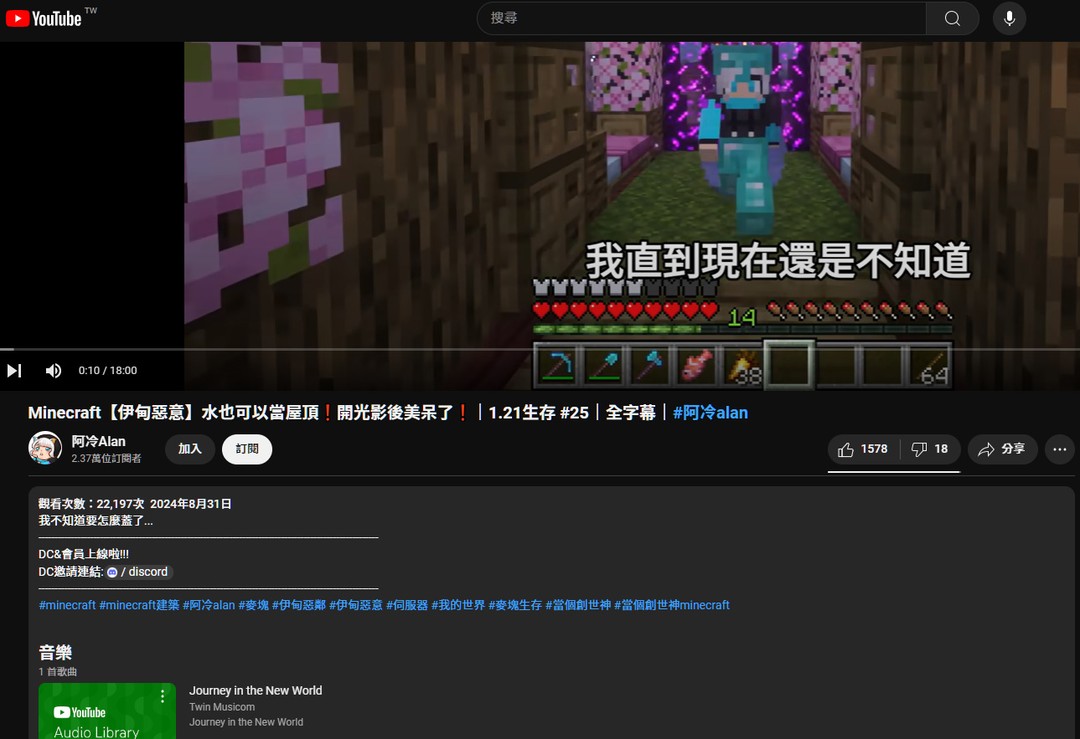 YouTube TW
搜尋
我直到現在還是不知道
14
38
64
0:10 / 18:00
Minecraft【伊甸惡意】水也可以當屋頂❗開光影後美呆了❗｜1.21生存 #25｜全字幕｜#阿冷alan
阿冷Alan
2.37萬位訂閱者
加入
訂閱
1578
18
分享
觀看次數：22,197次 2024年8月31日
我不知道要怎麼蓋了...
DC&會員上線啦!!!
DC邀請連結: / discord
#minecraft #minecraft建築 #阿冷alan #麥塊 #伊甸惡鄰 #伊甸惡意 #伺服器 #我的世界 #麥塊生存 #當個創世神 #當個創世神minecraft
音樂
1 首歌曲
YouTube
Audio Library
Journey in the New World
Twin Musicom
Journey in the New World